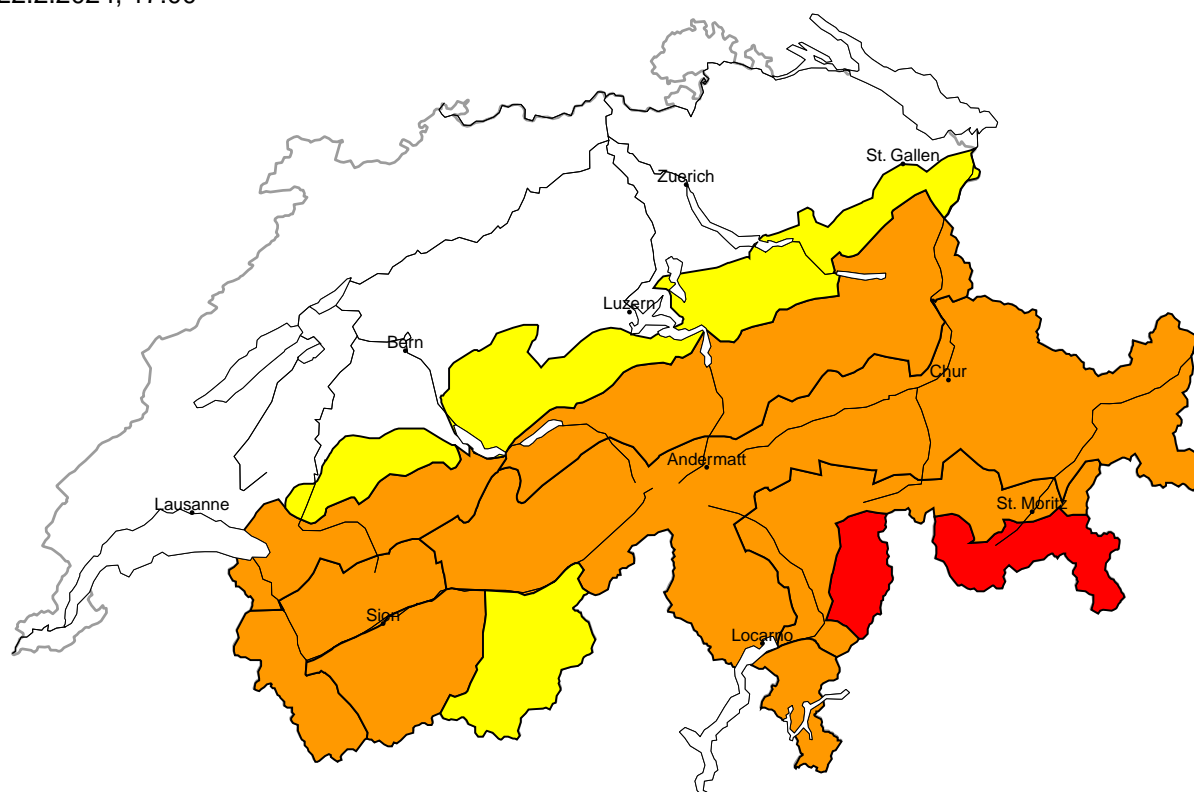 St. Gallen
Zuerich
Luzern
Bern
Chur
Andermatt
Lausanne
St. Moritz
Sion
Locarno